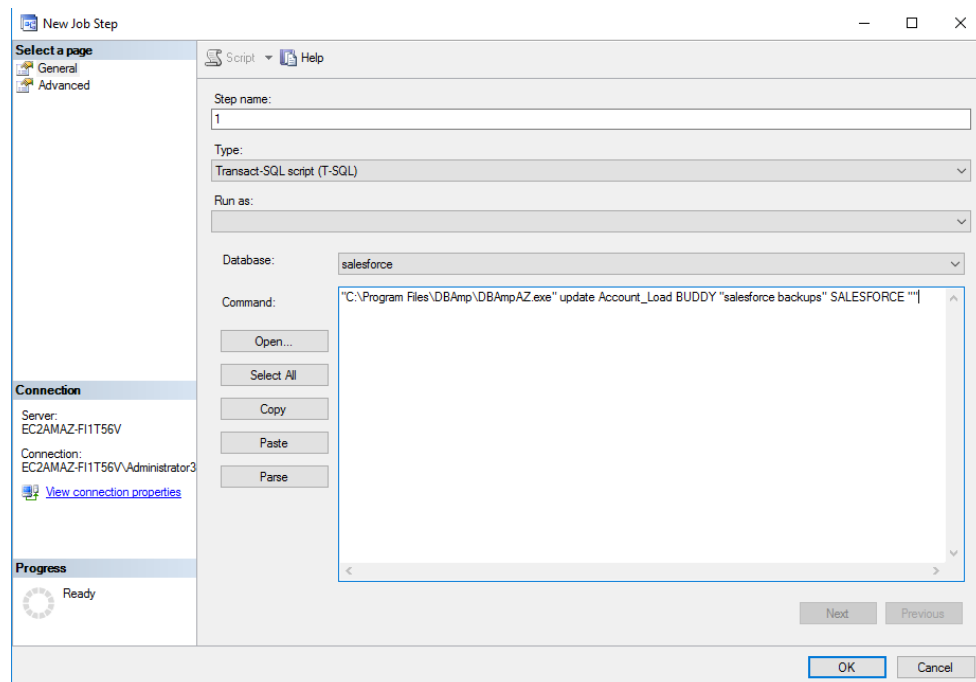 New Job Step
Select a page
General
Advanced
Script
Help
Step name:
1
Type:
Transact-SQL script (T-SQL)
Run as:
Database:
salesforce
Command:
"C:\Program Files\DBAmp\DBAmpAZ.exe" update Account_Load BUDDY "salesforce backups" SALESFORCE ""
Open...
Select All
Copy
Paste
Parse
Connection
Server:
EC2AMAZ-FI1T56V
Connection:
EC2AMAZ-FI1T56V\Administrator3
View connection properties
Progress
Ready
Next
Previous
OK
Cancel